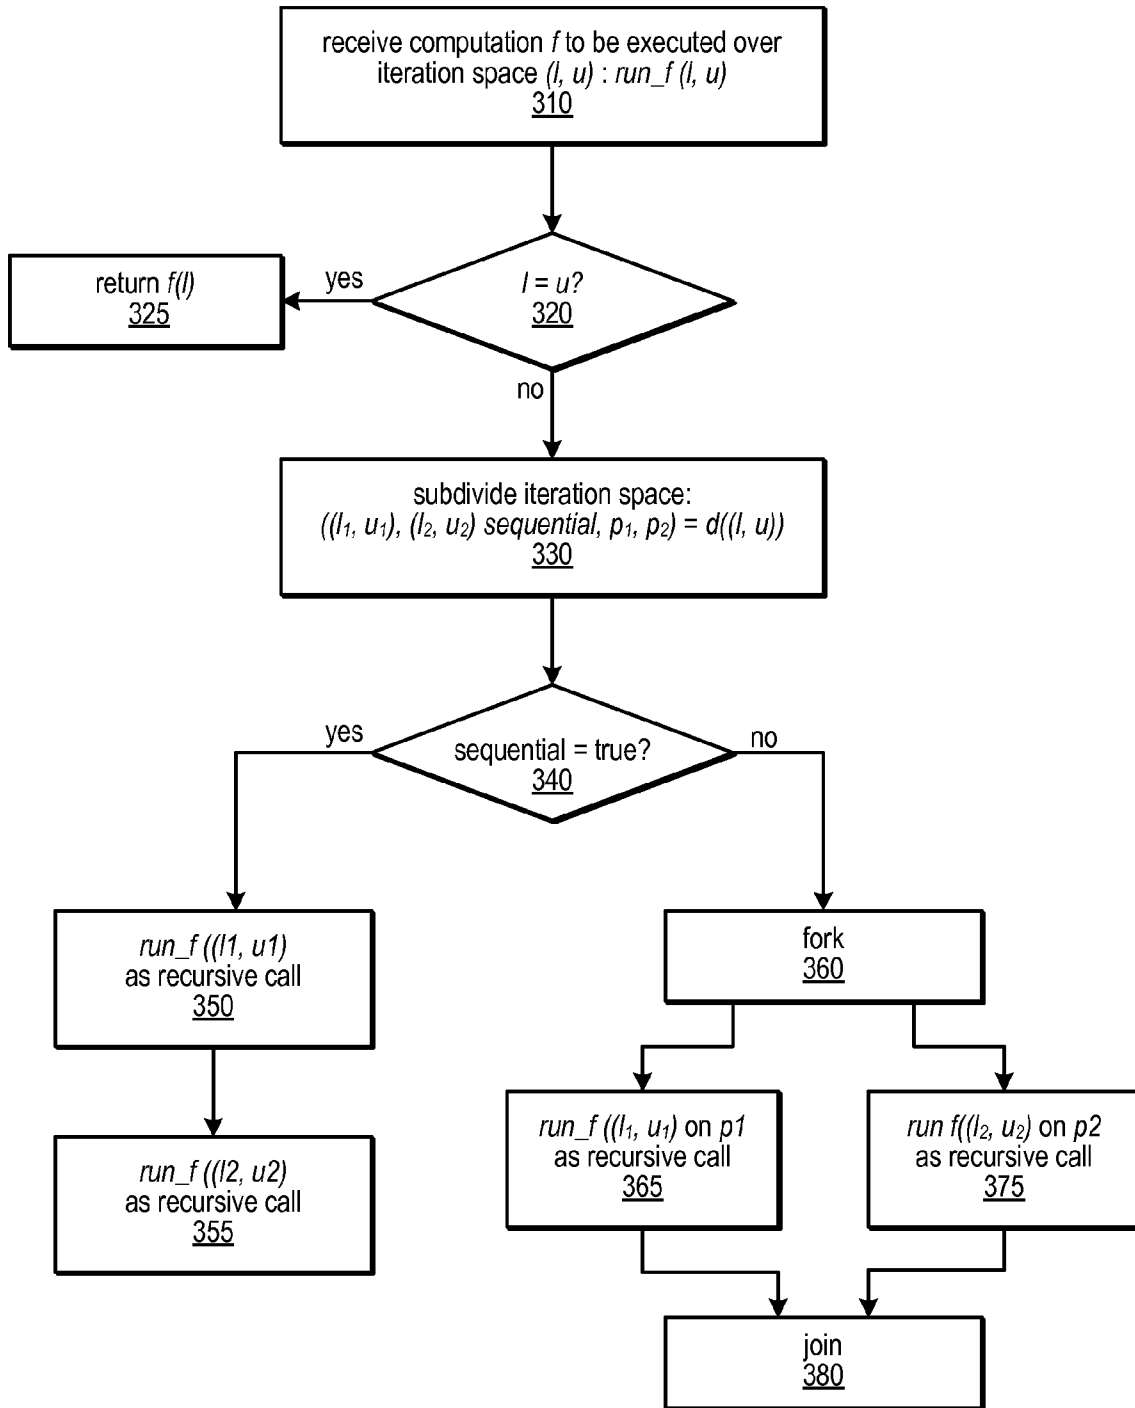 receive computation f to be executed over
iteration space (l, u) : run_f (l, u)
310
yes
l = u?
320
return f(l)
325
no
subdivide iteration space:
((l₁, u₁), (l₂, u₂) sequential, p₁, p₂) = d((l, u))
330
yes
sequential = true?
340
no
run_f ((l1, u1)
as recursive call
350
fork
360
run_f ((l₁, u₁) on p1
as recursive call
365
run f((l₂, u₂) on p2
as recursive call
375
run_f ((l2, u2)
as recursive call
355
join
380